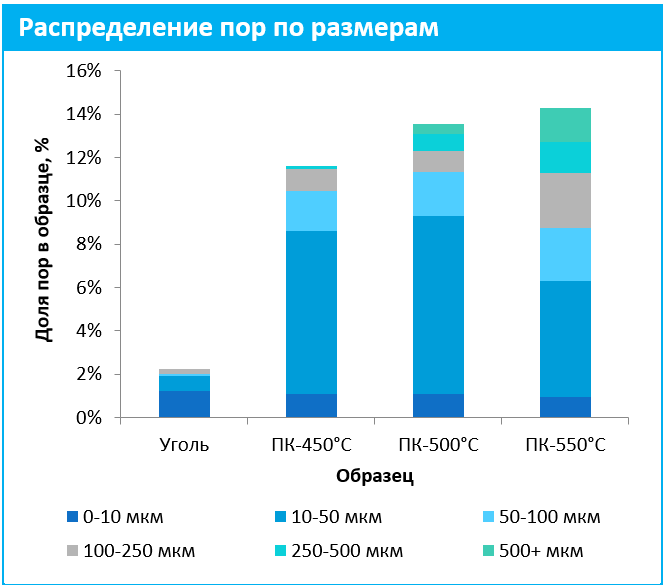 Распределение пор по размерам
16%
14%
12%
10%
8%
6%
4%
2%
0%
Доля пор в образце, %
Уголь ПК-450°С ПК-500°С ПК-550°С
Образец
0-10 мкм 10-50 мкм 50-100 мкм
100-250 мкм 250-500 мкм 500+ мкм